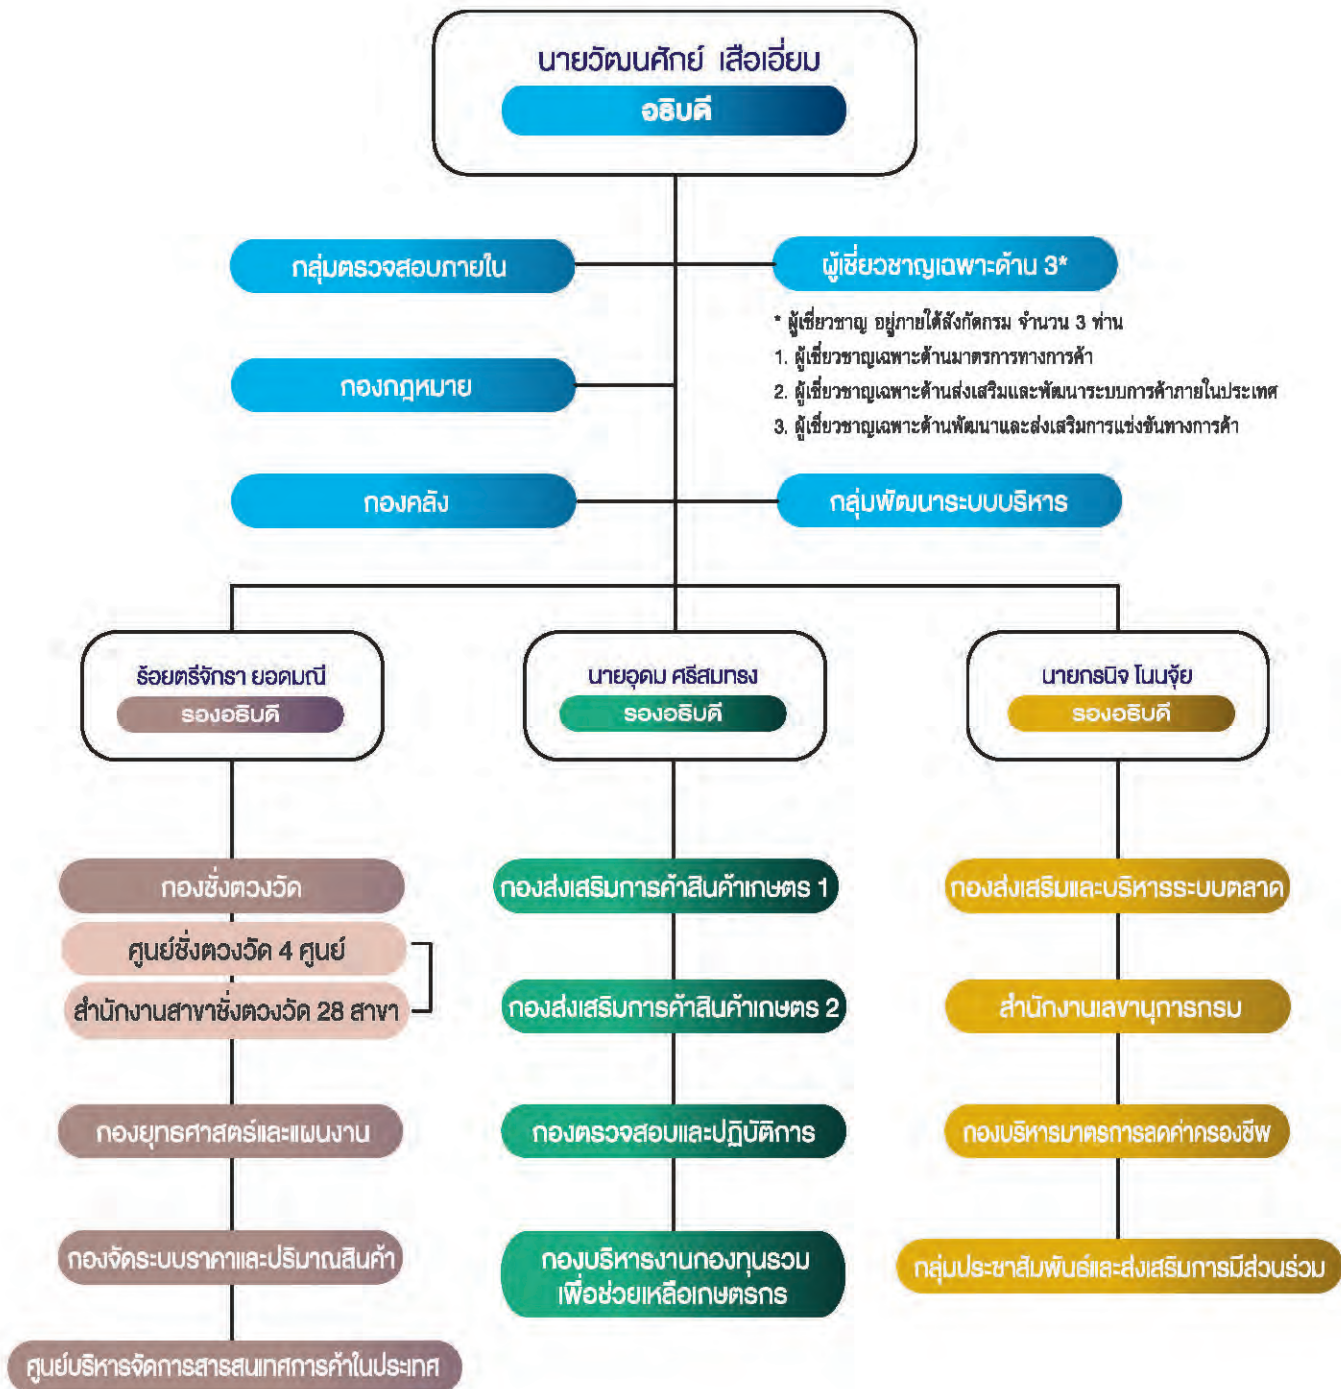 นายวัฒนศักย์ เสือเอี่ยม
อธิบดี
กลุ่มตรวจสอบภายใน
ผู้เชี่ยวชาญเฉพาะด้าน 3*
* ผู้เชี่ยวชาญ อยู่ภายใต้สังกัดกรม จำนวน 3 ท่าน
1. ผู้เชี่ยวชาญเฉพาะด้านมาตรการทางการค้า
2. ผู้เชี่ยวชาญเฉพาะด้านส่งเสริมและพัฒนาระบบการค้าภายในประเทศ
3. ผู้เชี่ยวชาญเฉพาะด้านพัฒนาและส่งเสริมการแข่งขันทางการค้า
กองกฎหมาย
กองคลัง
กลุ่มพัฒนาระบบบริหาร
ร้อยตรีจักรา ยอดมณี
รองอธิบดี
กองชั่งตวงวัด
ศูนย์ชั่งตวงวัด 4 ศูนย์
สำนักงานสาขาชั่งตวงวัด 28 สาขา
กองยุทธศาสตร์และแผนงาน
กองจัดระบบราคาและปริมาณสินค้า
ศูนย์บริหารจัดการสารสนเทศการค้าในประเทศ
นายอุดม ศรีสมทรง
รองอธิบดี
กองส่งเสริมการค้าสินค้าเกษตร 1
กองส่งเสริมการค้าสินค้าเกษตร 2
กองตรวจสอบและปฏิบัติการ
กองบริหารงานกองทุนรวม
เพื่อช่วยเหลือเกษตรกร
นายกรนิจ โนนจุ้ย
รองอธิบดี
กองส่งเสริมและบริหารระบบตลาด
สำนักงานเลขานุการกรม
กองบริหารมาตรการลดค่าครองชีพ
กลุ่มประชาสัมพันธ์และส่งเสริมการมีส่วนร่วม